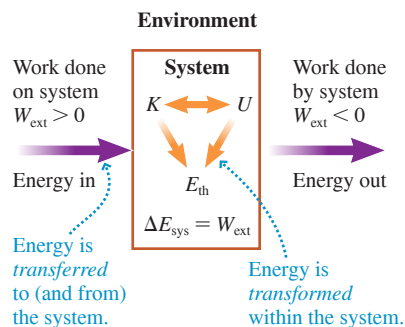 Environment
Work done
on system
W_ext > 0
Energy in
System
K
U
E_th
ΔE_sys = W_ext
Work done
by system
W_ext < 0
Energy out
Energy is
transferred
to (and from)
the system.
Energy is
transformed
within the system.